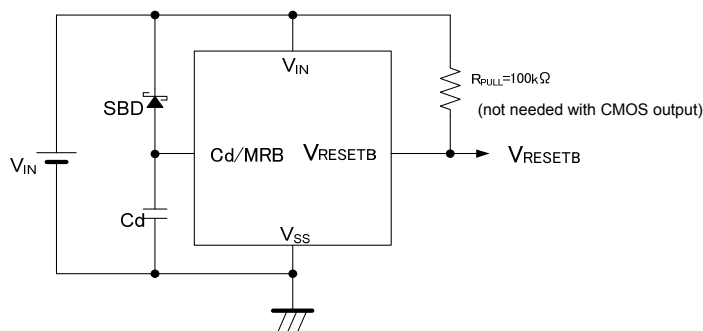 VIN
RPULL=100kΩ
SBD
(not needed with CMOS output)
Cd/MRB
VRESETB
VRESETB
VIN
Cd
VSS